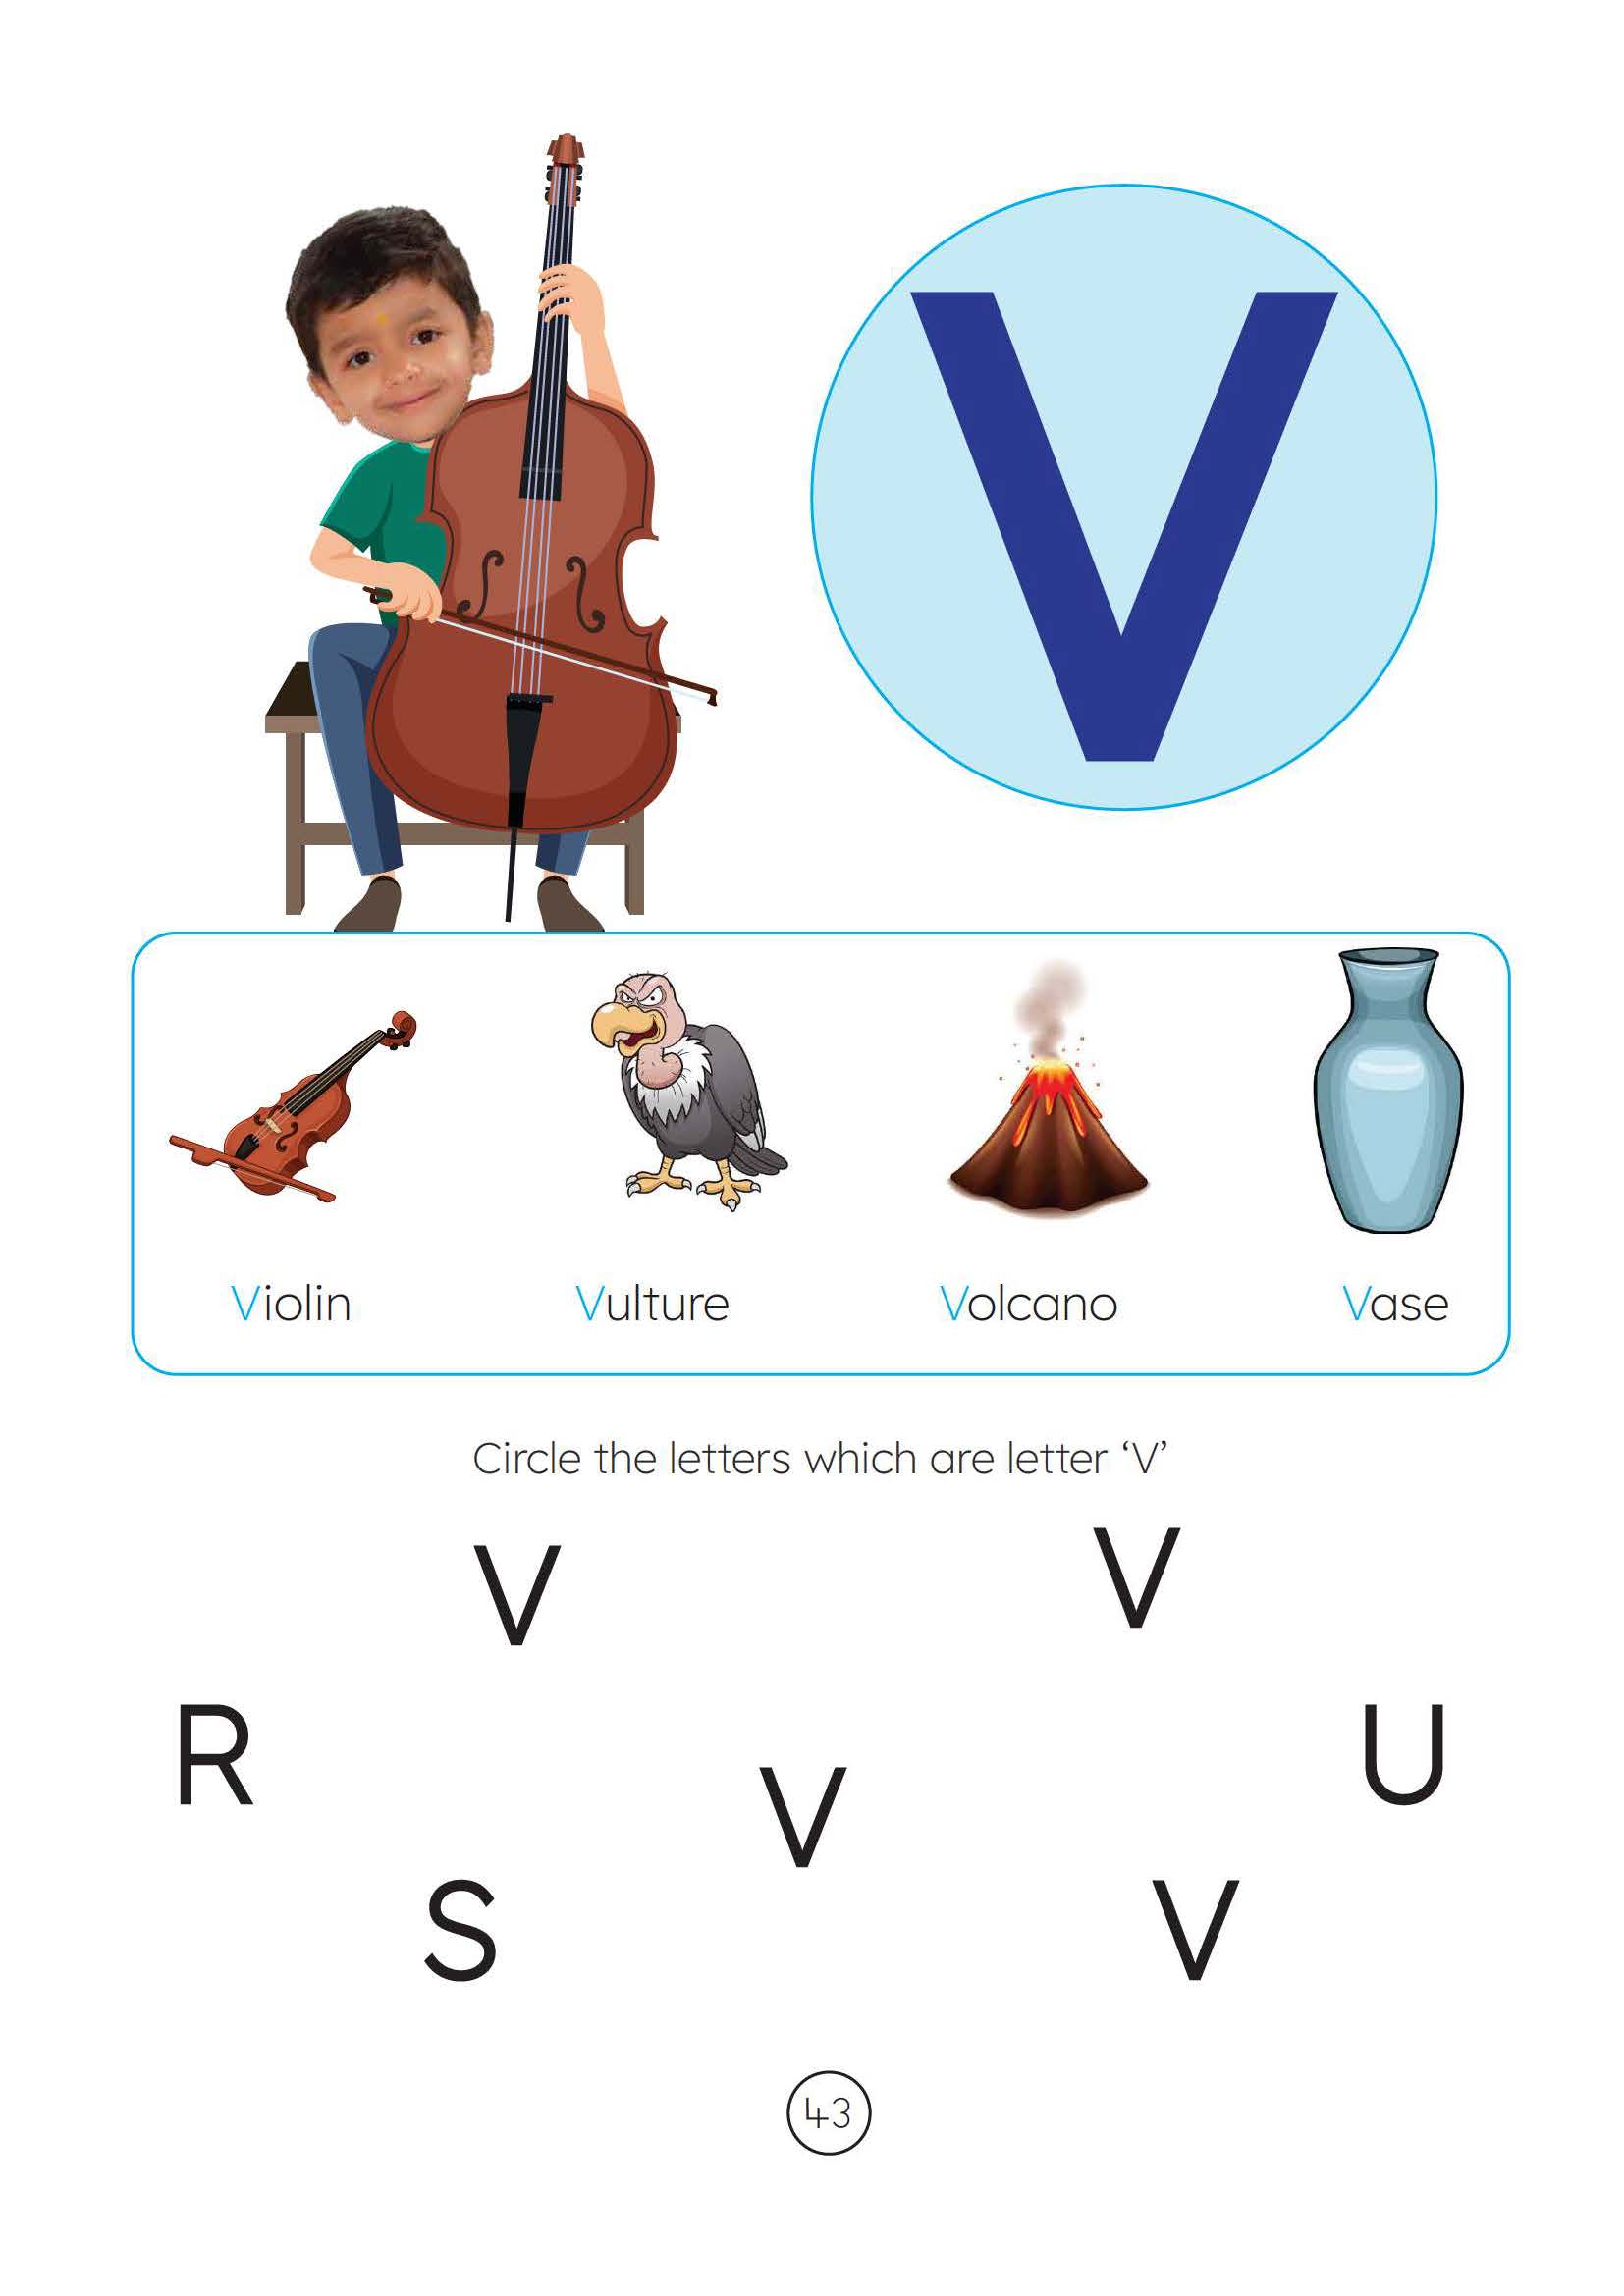 V
Violin Vulture Volcano Vase
Circle the letters which are letter ‘V’
V V
R U
V
S V
43